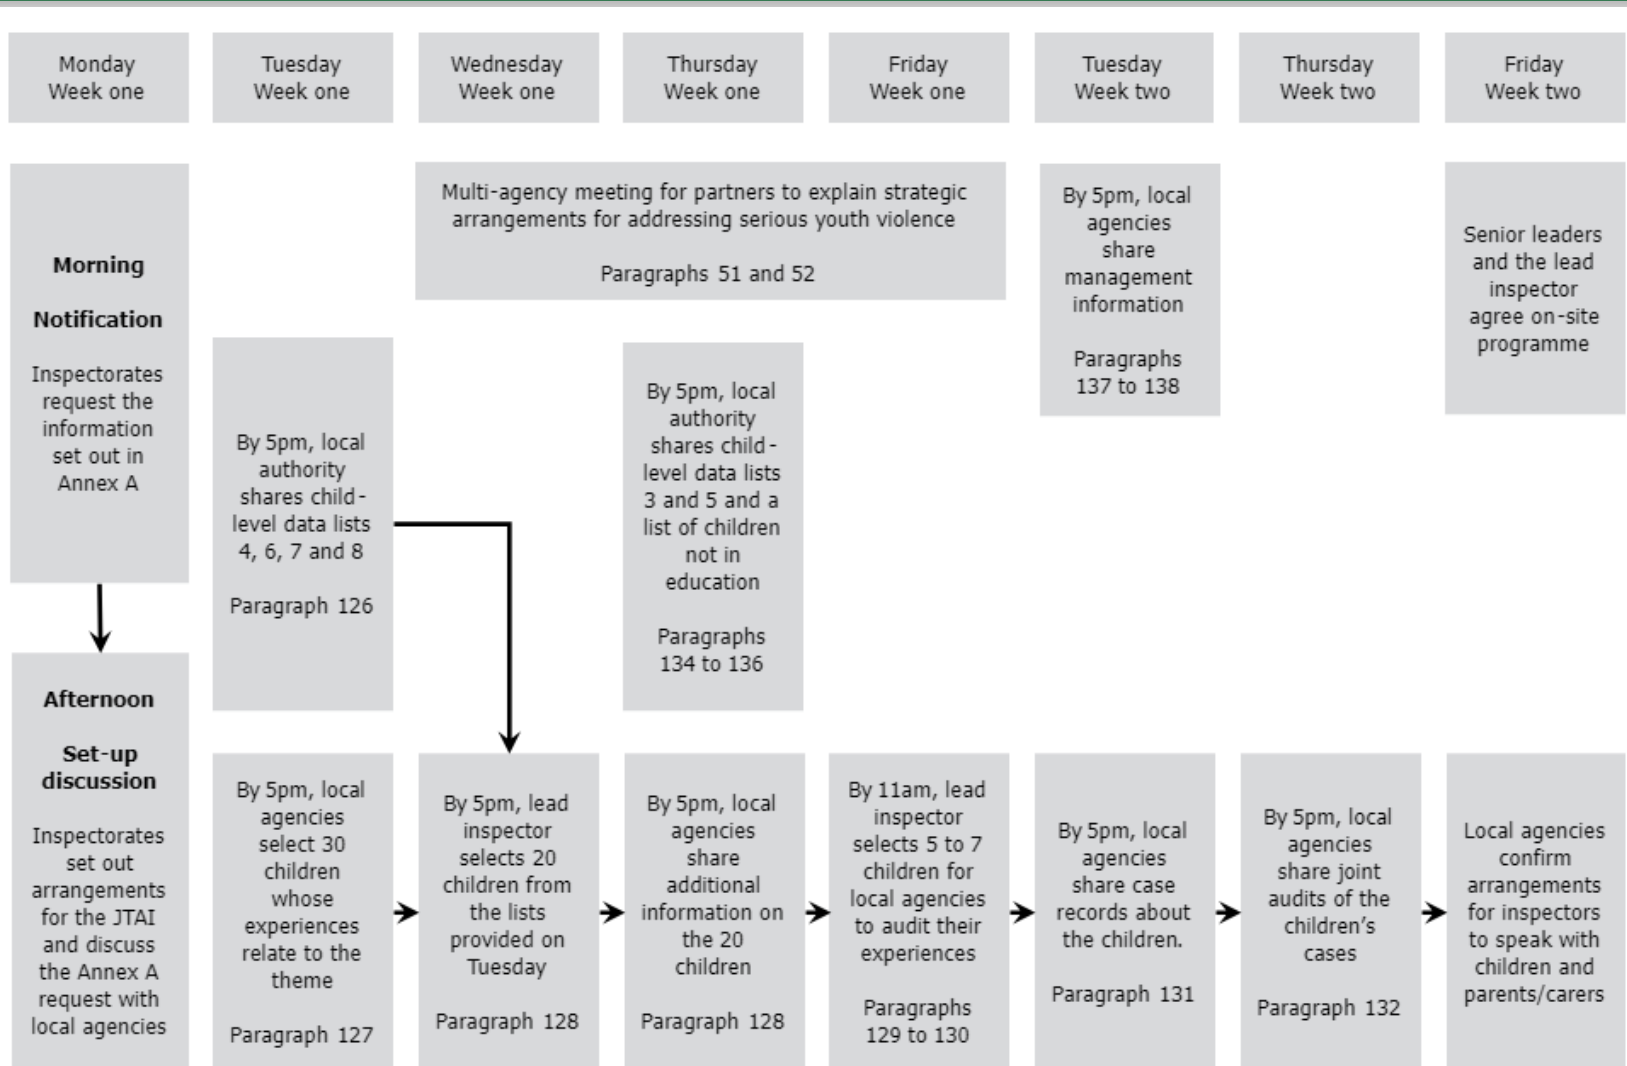 Monday
Week one
Tuesday
Week one
Wednesday
Week one
Thursday
Week one
Friday
Week one
Tuesday
Week two
Thursday
Week two
Friday
Week two
Morning
Notification
Inspectorates
request the
information
set out in
Annex A
Multi-agency meeting for partners to explain strategic
arrangements for addressing serious youth violence
Paragraphs 51 and 52
By 5pm, local
agencies
share
management
information
Paragraphs
137 to 138
Senior leaders
and the lead
inspector
agree on-site
programme
By 5pm, local
authority
shares child-
level data lists
4, 6, 7 and 8
Paragraph 126
By 5pm, local
authority
shares child-
level data lists
3 and 5 and a
list of children
not in
education
Paragraphs
134 to 136
Afternoon
Set-up
discussion
Inspectorates
set out
arrangements
for the JTAI
and discuss
the Annex A
request with
local agencies
By 5pm, local
agencies
select 30
children
whose
experiences
relate to the
theme
Paragraph 127
By 5pm, lead
inspector
selects 20
children from
the lists
provided on
Tuesday
Paragraph 128
By 5pm, local
agencies
share
additional
information on
the 20
children
Paragraph 128
By 11am, lead
inspector
selects 5 to 7
children for
local agencies
to audit their
experiences
Paragraphs
129 to 130
By 5pm, local
agencies
share case
records about
the children.
Paragraph 131
By 5pm, local
agencies
share joint
audits of the
children's
cases
Paragraph 132
Local agencies
confirm
arrangements
for inspectors
to speak with
children and
parents/carers